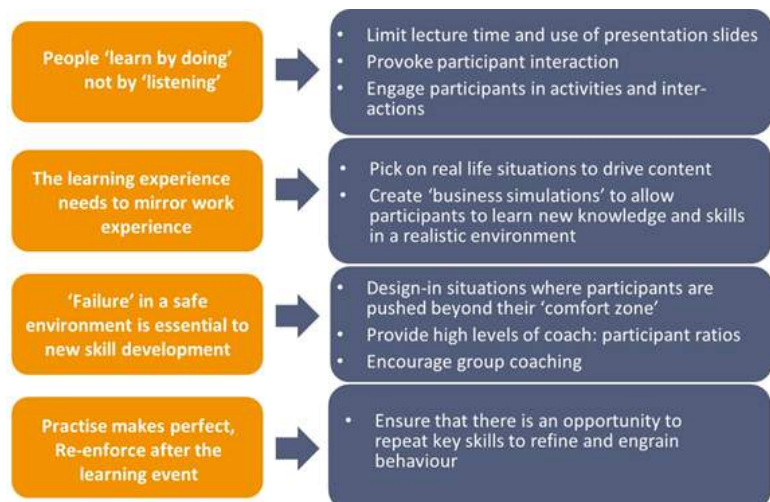 People ‘learn by doing’
not by ‘listening’
• Limit lecture time and use of presentation slides
• Provoke participant interaction
• Engage participants in activities and inter-
actions
The learning experience
needs to mirror work
experience
• Pick on real life situations to drive content
• Create ‘business simulations’ to allow
participants to learn new knowledge and skills
in a realistic environment
‘Failure’ in a safe
environment is essential to
new skill development
• Design-in situations where participants are
pushed beyond their ‘comfort zone’
• Provide high levels of coach: participant ratios
• Encourage group coaching
Practise makes perfect,
Re-enforce after the
learning event
• Ensure that there is an opportunity to
repeat key skills to refine and engrain
behaviour